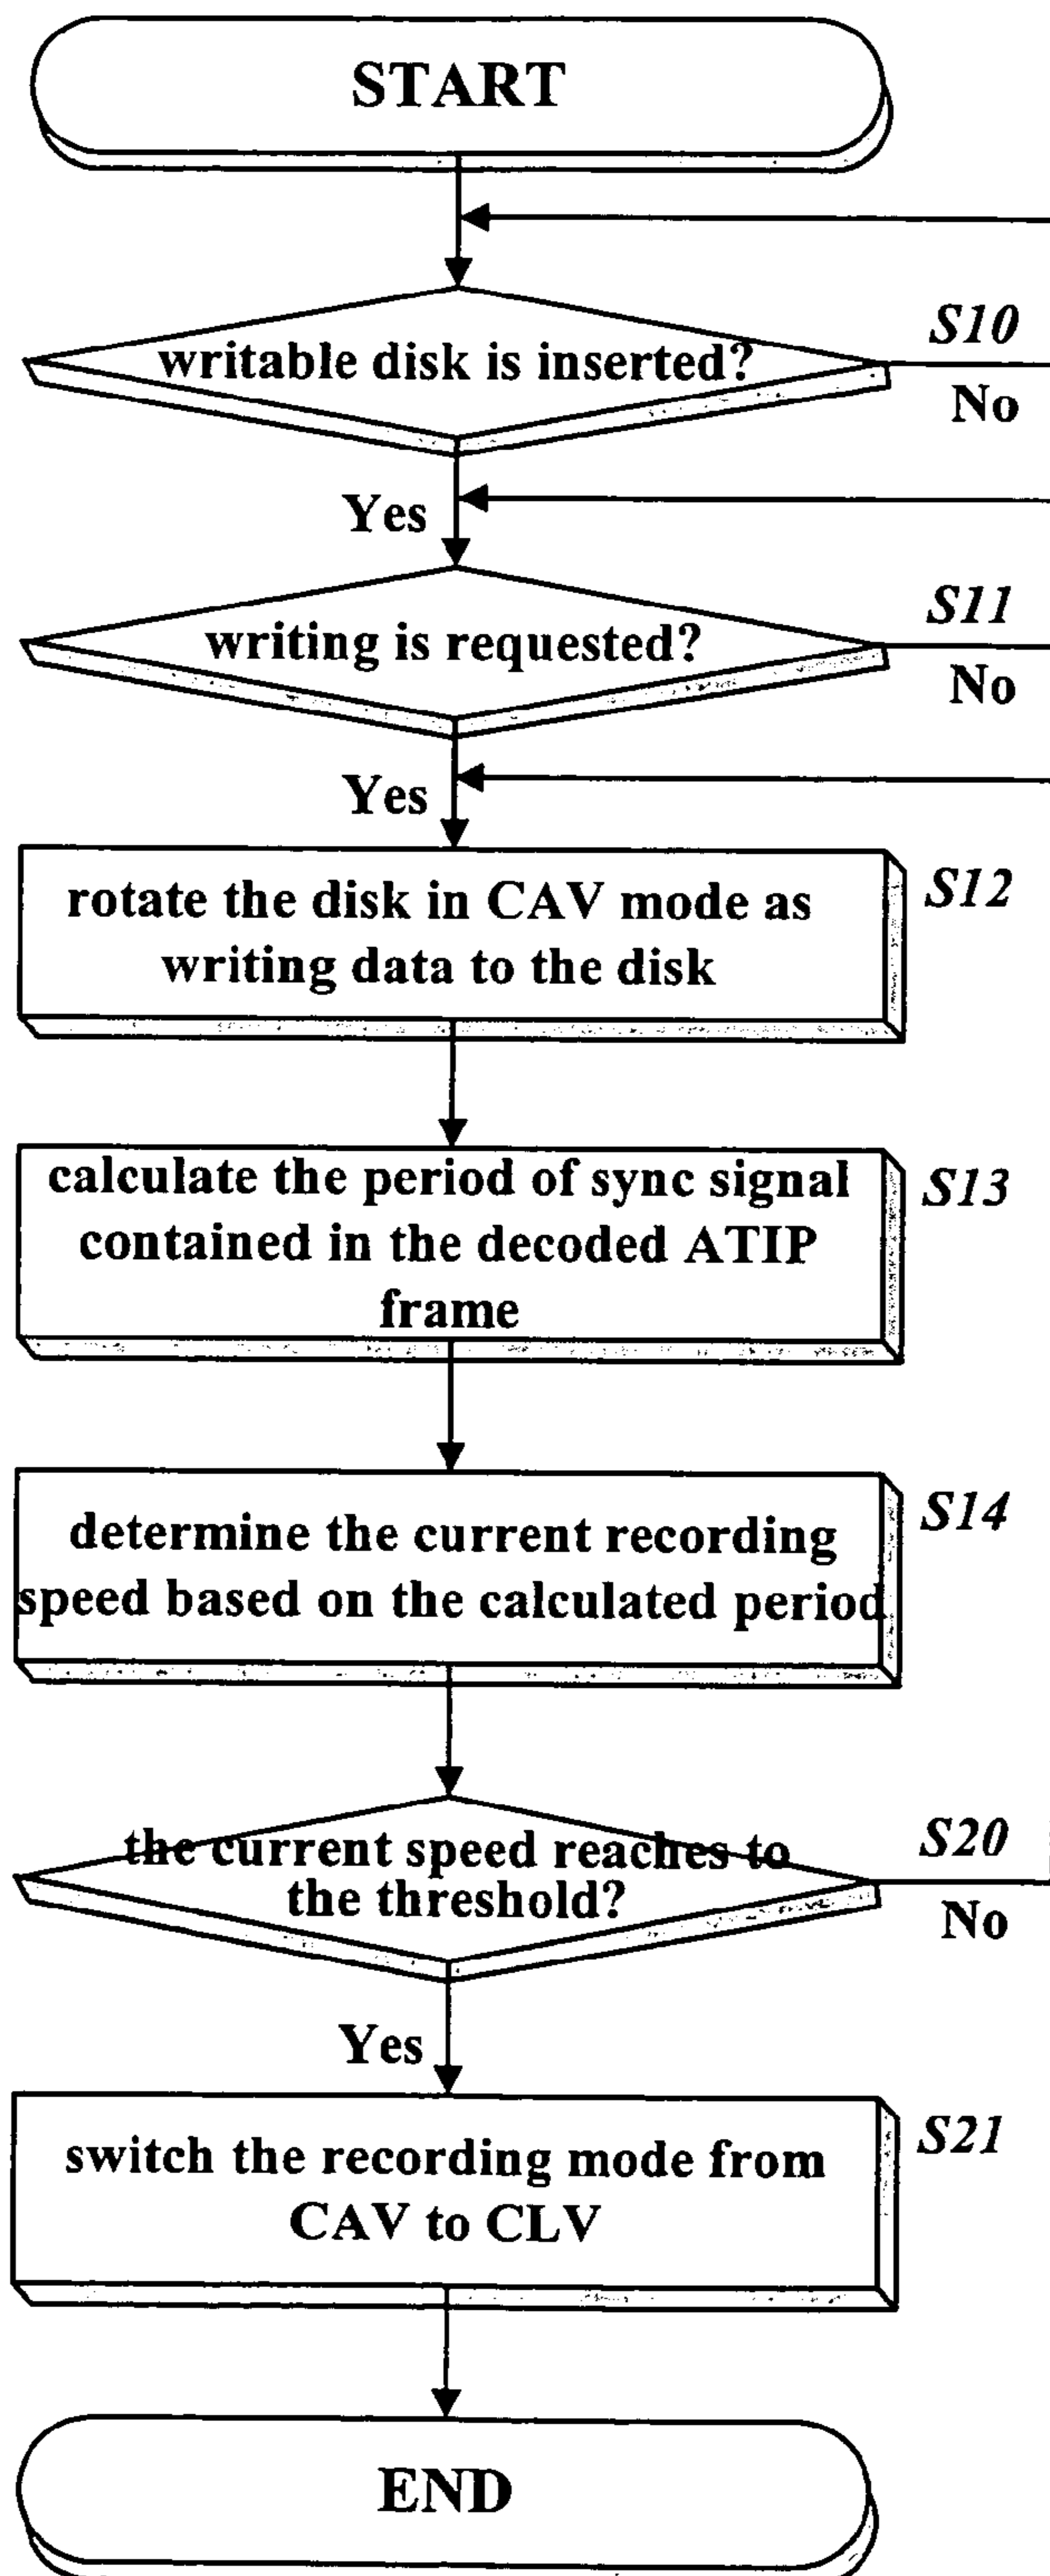 START
writable disk is inserted?
S10
No
Yes
writing is requested?
S11
No
Yes
rotate the disk in CAV mode as
writing data to the disk
S12
calculate the period of sync signal
contained in the decoded ATIP
frame
S13
determine the current recording
speed based on the calculated period
S14
the current speed reaches to
the threshold?
S20
No
Yes
switch the recording mode from
CAV to CLV
S21
END